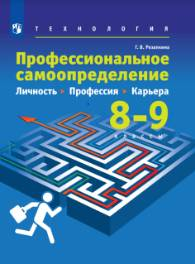 ТЕХНОЛОГИЯ
Г. В. Резапкина
Профессиональное
самоопределение
Личность ▸ Профессия ▸ Карьера
8-9
КЛАССЫ